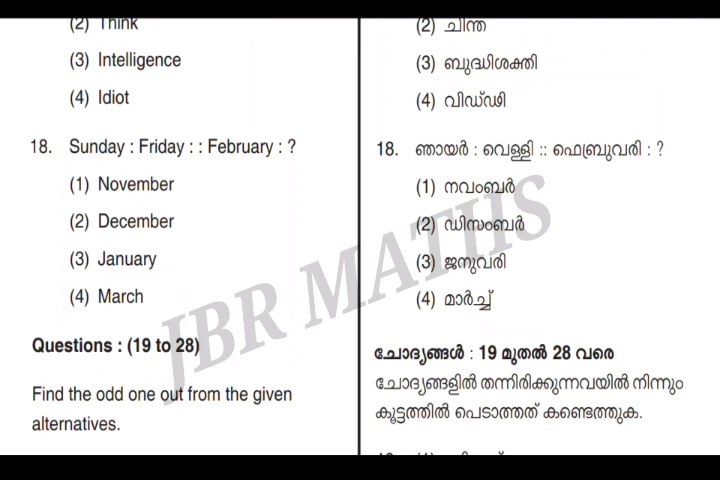 (2) Think
(3) Intelligence
(4) Idiot
18. Sunday : Friday : : February : ?
(1) November
(2) December
(3) January
(4) March
Questions : (19 to 28)
Find the odd one out from the given
alternatives.
(2) ചിന്ത
(3) ബുദ്ധിശക്തി
(4) വിഡ്ഢി
18. ഞായർ : വെള്ളി :: ഫെബ്രുവരി : ?
(1) നവംബർ
(2) ഡിസംബർ
(3) ജനുവരി
(4) മാർച്ച്
ചോദ്യങ്ങൾ : 19 മുതൽ 28 വരെ
ചോദ്യങ്ങളിൽ തന്നിരിക്കുന്നവയിൽ നിന്നും
കൂട്ടത്തിൽ പെടാത്തത് കണ്ടെത്തുക.
JBR MATHS